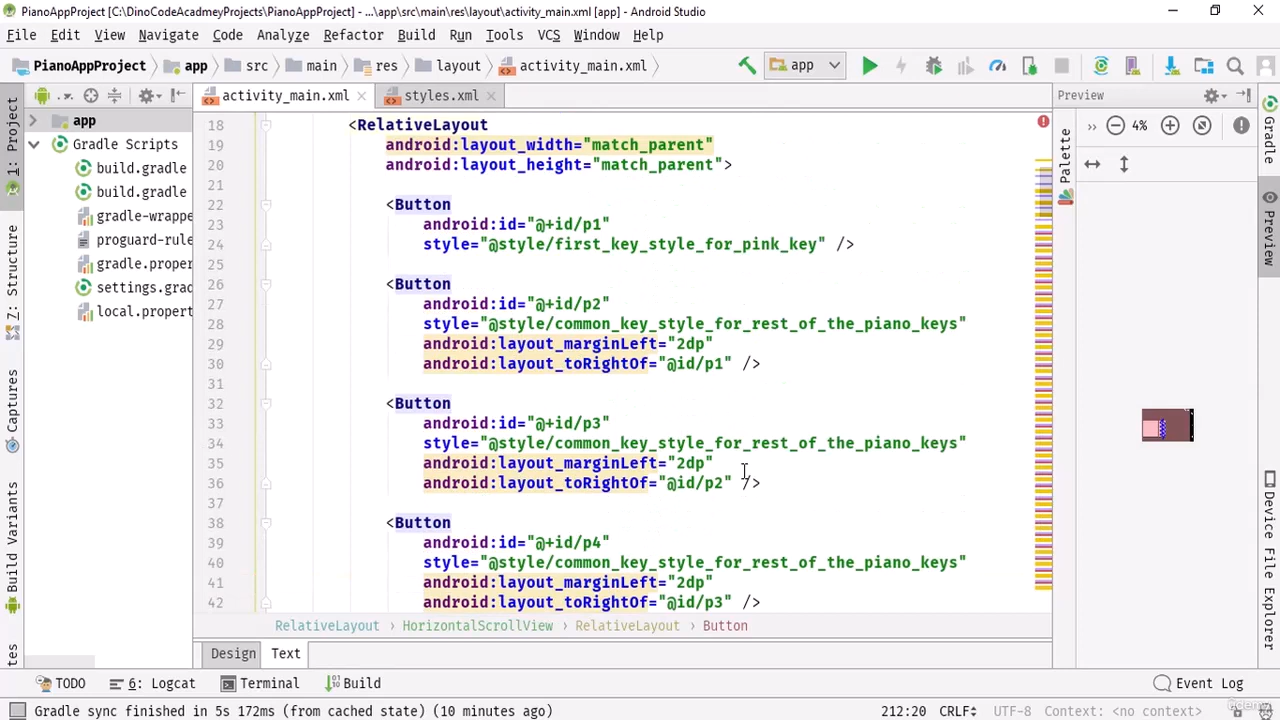 PianoAppProject [C:\DinoCodeAcadmeyProjects\PianoAppProject] - ...\app\src\main\res\layout\activity_main.xml [app] - Android Studio
File Edit View Navigate Code Analyze Refactor Build Run Tools VCS Window Help
PianoAppProject app src main res layout activity_main.xml app
activity_main.xml styles.xml Preview
1: Project
7: Structure
Captures
Build Variants
app
Gradle Scripts
build.gradle
build.gradle
gradle-wrappe
proguard-rule
gradle.proper
settings.grad
local.propert
18 <RelativeLayout
19 android:layout_width="match_parent"
20 android:layout_height="match_parent">
21
22 <Button
23 android:id="@+id/p1"
24 style="@style/first_key_style_for_pink_key" />
25
26 <Button
27 android:id="@+id/p2"
28 style="@style/common_key_style_for_rest_of_the_piano_keys"
29 android:layout_marginLeft="2dp"
30 android:layout_toRightOf="@id/p1" />
31
32 <Button
33 android:id="@+id/p3"
34 style="@style/common_key_style_for_rest_of_the_piano_keys"
35 android:layout_marginLeft="2dp"
36 android:layout_toRightOf="@id/p2" />
37
38 <Button
39 android:id="@+id/p4"
40 style="@style/common_key_style_for_rest_of_the_piano_keys"
41 android:layout_marginLeft="2dp"
42 android:layout_toRightOf="@id/p3" />
RelativeLayout › HorizontalScrollView › RelativeLayout › Button
Design Text
Palette
» 4%
Gradle
Preview
Device File Explorer
TODO 6: Logcat Terminal Build Event Log
Gradle sync finished in 5s 172ms (from cached state) (10 minutes ago) 212:20 CRLF UTF-8 Context: <no context>